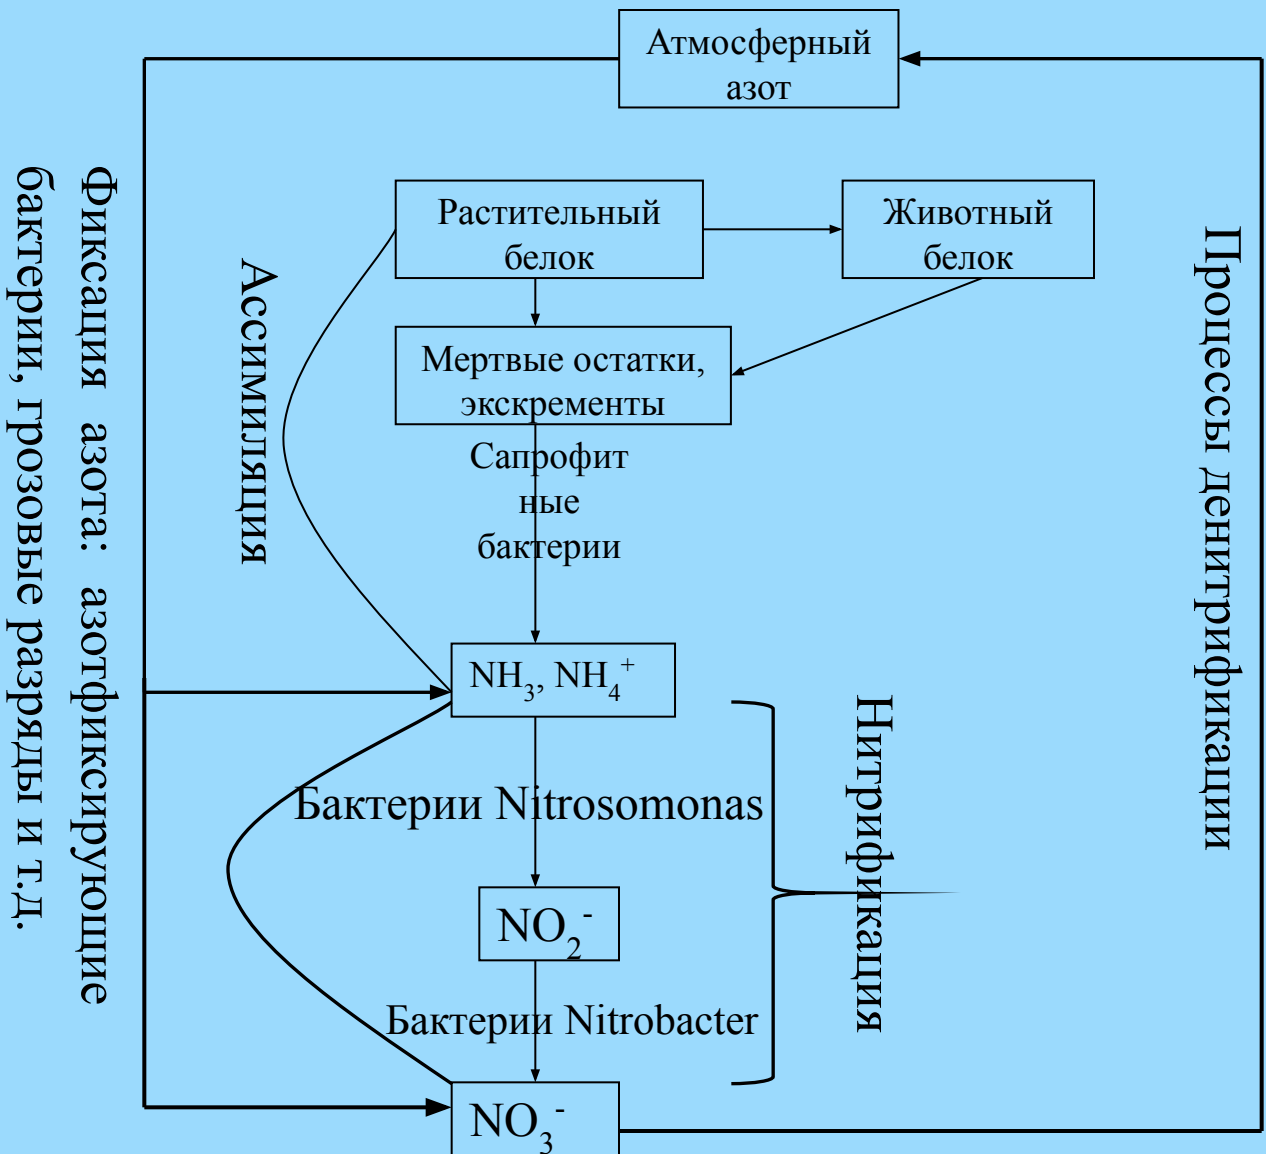 Атмосферный
азот
Растительный
белок
Животный
белок
Мертвые остатки,
экскременты
Сапрофит
ные
бактерии
Ассимиляция
Фиксация азота: азотфиксирующие
бактерии, грозовые разряды и т.д.
Процессы денитрификации
NH₃, NH₄⁺
Бактерии Nitrosomonas
NO₂⁻
Бактерии Nitrobacter
NO₃⁻
Нитрификация